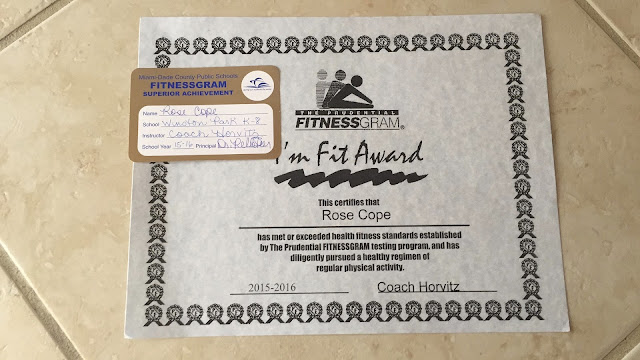 Miami-Dade County Public Schools
FITNESSGRAM
SUPERIOR ACHIEVEMENT
Name Rose Cope
School Winston Park K-8
Instructor Coach Horvitz
School Year 15-16 Principal
THE PRUDENTIAL
FITNESSGRAM®
I'm Fit Award
This certifies that
Rose Cope
has met or exceeded health fitness standards established
by The Prudential FITNESSGRAM testing program, and has
diligently pursued a healthy regimen of
regular physical activity.
2015-2016 Coach Horvitz